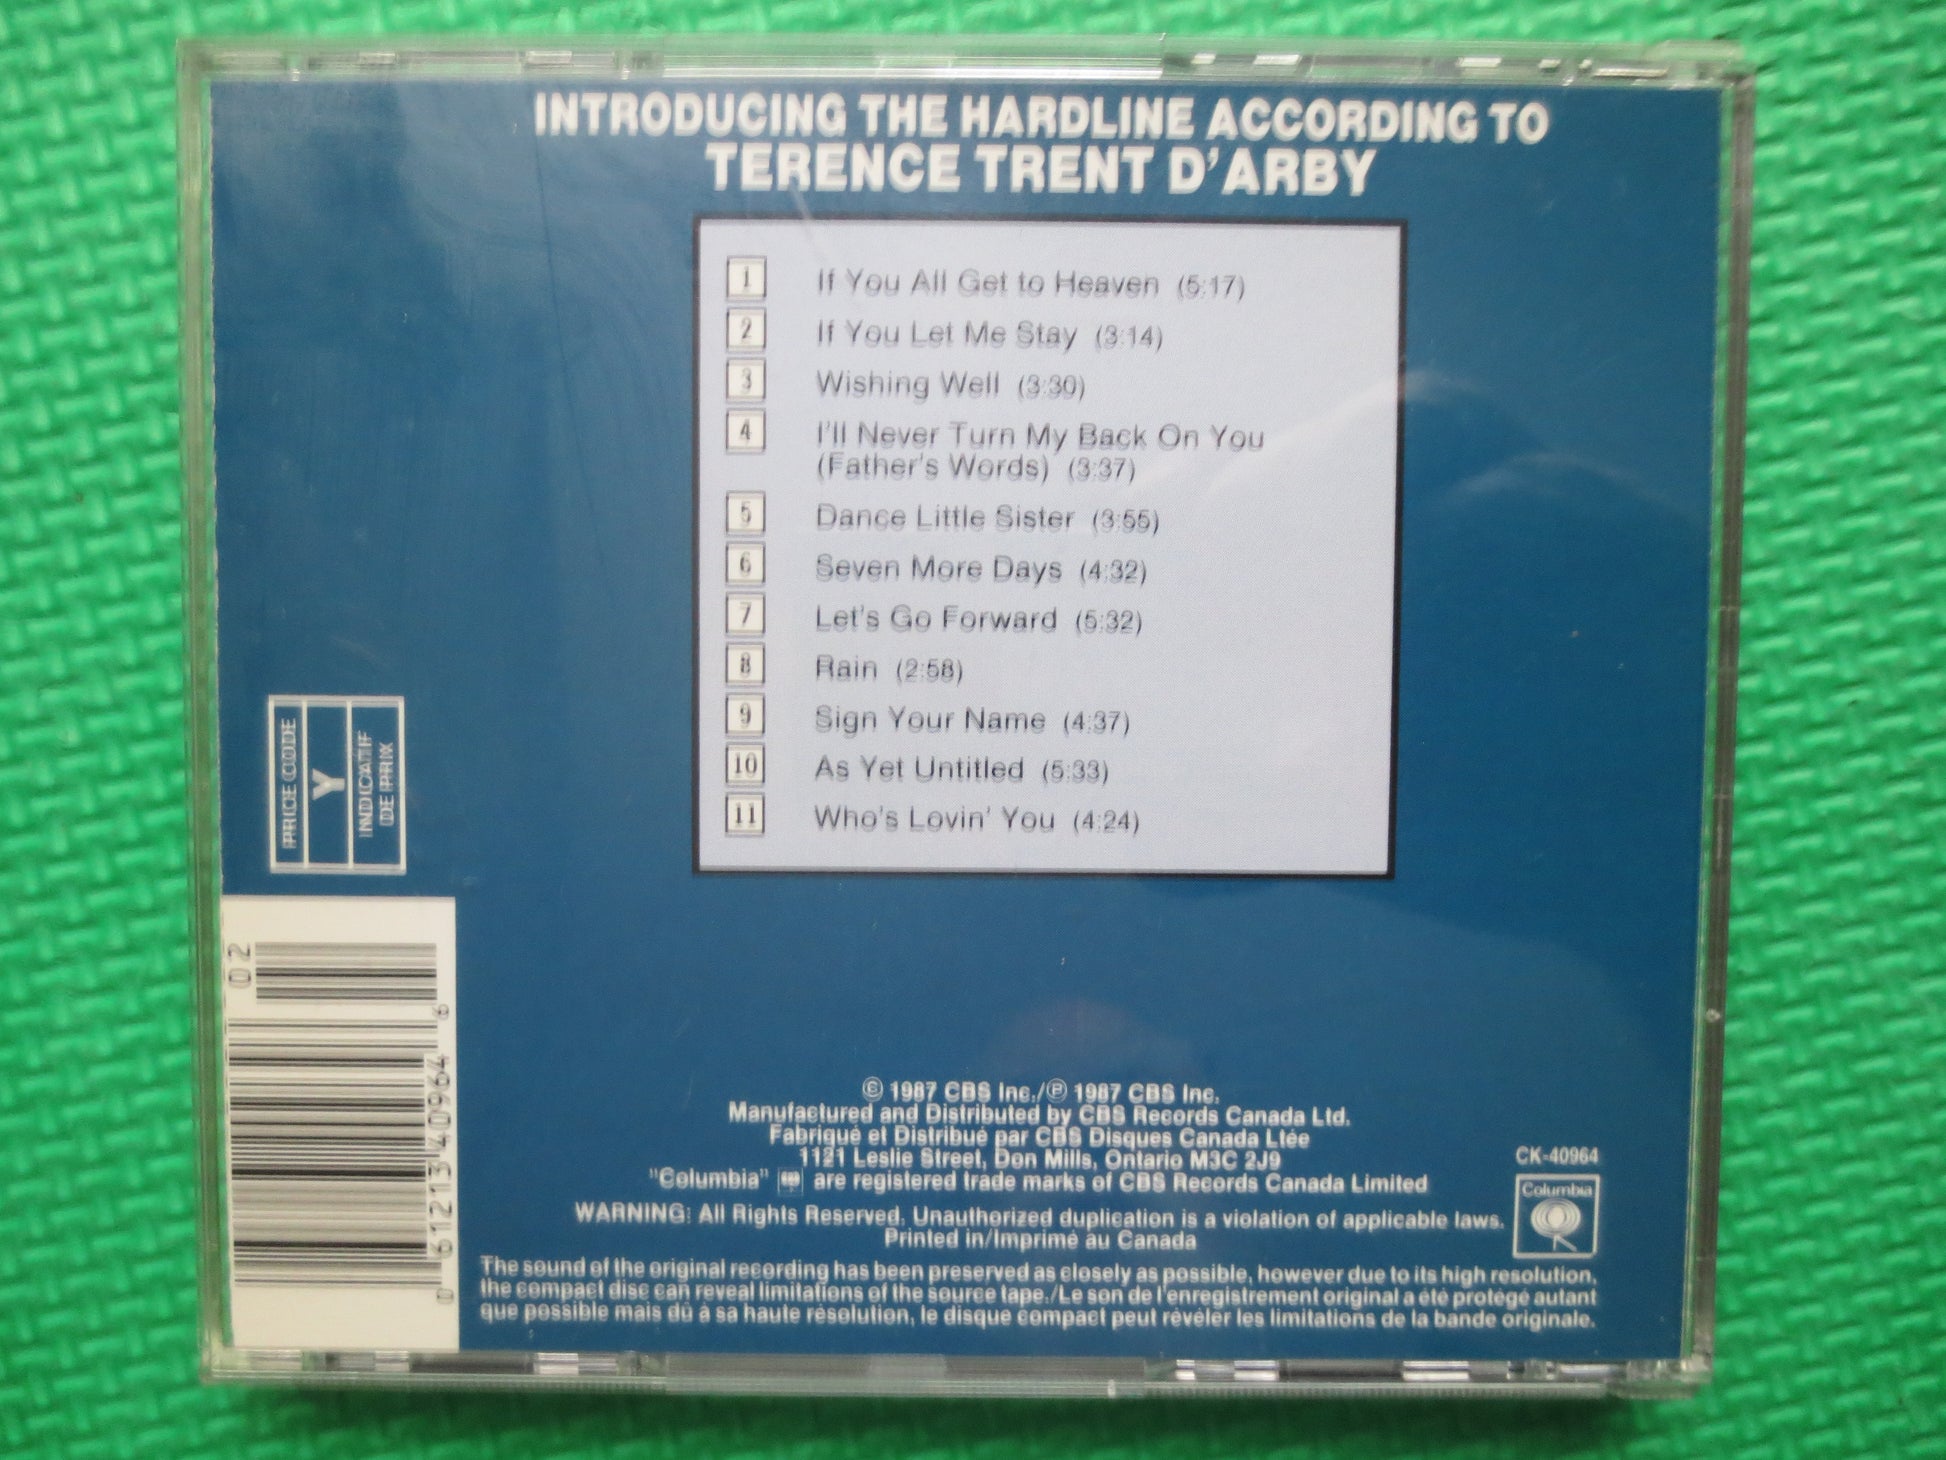 INTRODUCING THE HARDLINE ACCORDING TO
TERENCE TRENT D'ARBY
1 If You All Get to Heaven (5:17)
2 If You Let Me Stay (3:14)
3 Wishing Well (3:30)
4 I'll Never Turn My Back On You
(Father's Words) (3:37)
5 Dance Little Sister (3:55)
6 Seven More Days (4:32)
7 Let's Go Forward (5:32)
8 Rain (2:58)
9 Sign Your Name (4:37)
10 As Yet Untitled (5:33)
11 Who's Lovin' You (4:24)
PRICE CODE
Y
INDICATIF
DE PRIX
02
0 61213 40964 6
© 1987 CBS Inc./℗ 1987 CBS Inc.
Manufactured and Distributed by CBS Records Canada Ltd.
Fabriqué et Distribué par CBS Disques Canada Ltée
1121 Leslie Street, Don Mills, Ontario M3C 2J9
"Columbia" are registered trade marks of CBS Records Canada Limited
WARNING: All Rights Reserved. Unauthorized duplication is a violation of applicable laws.
Printed in/Imprimé au Canada
CK-40964
Columbia
The sound of the original recording has been preserved as closely as possible, however due to its high resolution,
the compact disc can reveal limitations of the source tape./Le son de l'enregistrement original a été protégé autant
que possible mais dû à sa haute résolution, le disque compact peut révéler les limitations de la bande originale.